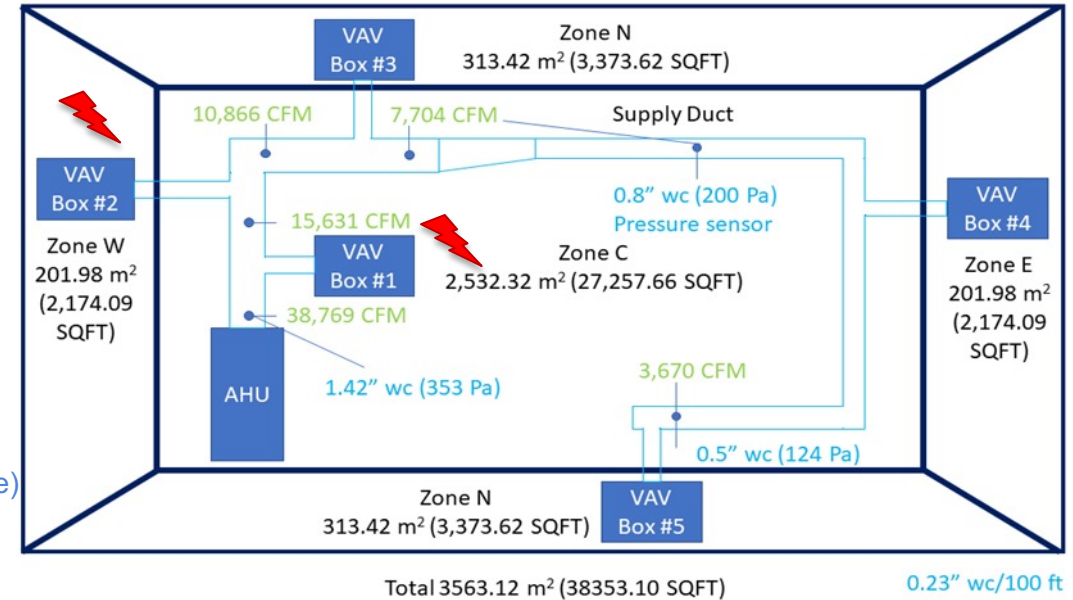 VAV
Box #3
Zone N
313.42 m² (3,373.62 SQFT)
10,866 CFM
7,704 CFM
Supply Duct
VAV
Box #2
0.8” wc (200 Pa)
Pressure sensor
VAV
Box #4
15,631 CFM
VAV
Box #1
Zone C
2,532.32 m² (27,257.66 SQFT)
Zone W
201.98 m²
(2,174.09
SQFT)
Zone E
201.98 m²
(2,174.09
SQFT)
38,769 CFM
AHU
1.42” wc (353 Pa)
3,670 CFM
0.5” wc (124 Pa)
e)
Zone N
313.42 m² (3,373.62 SQFT)
VAV
Box #5
Total 3563.12 m² (38353.10 SQFT)
0.23” wc/100 ft